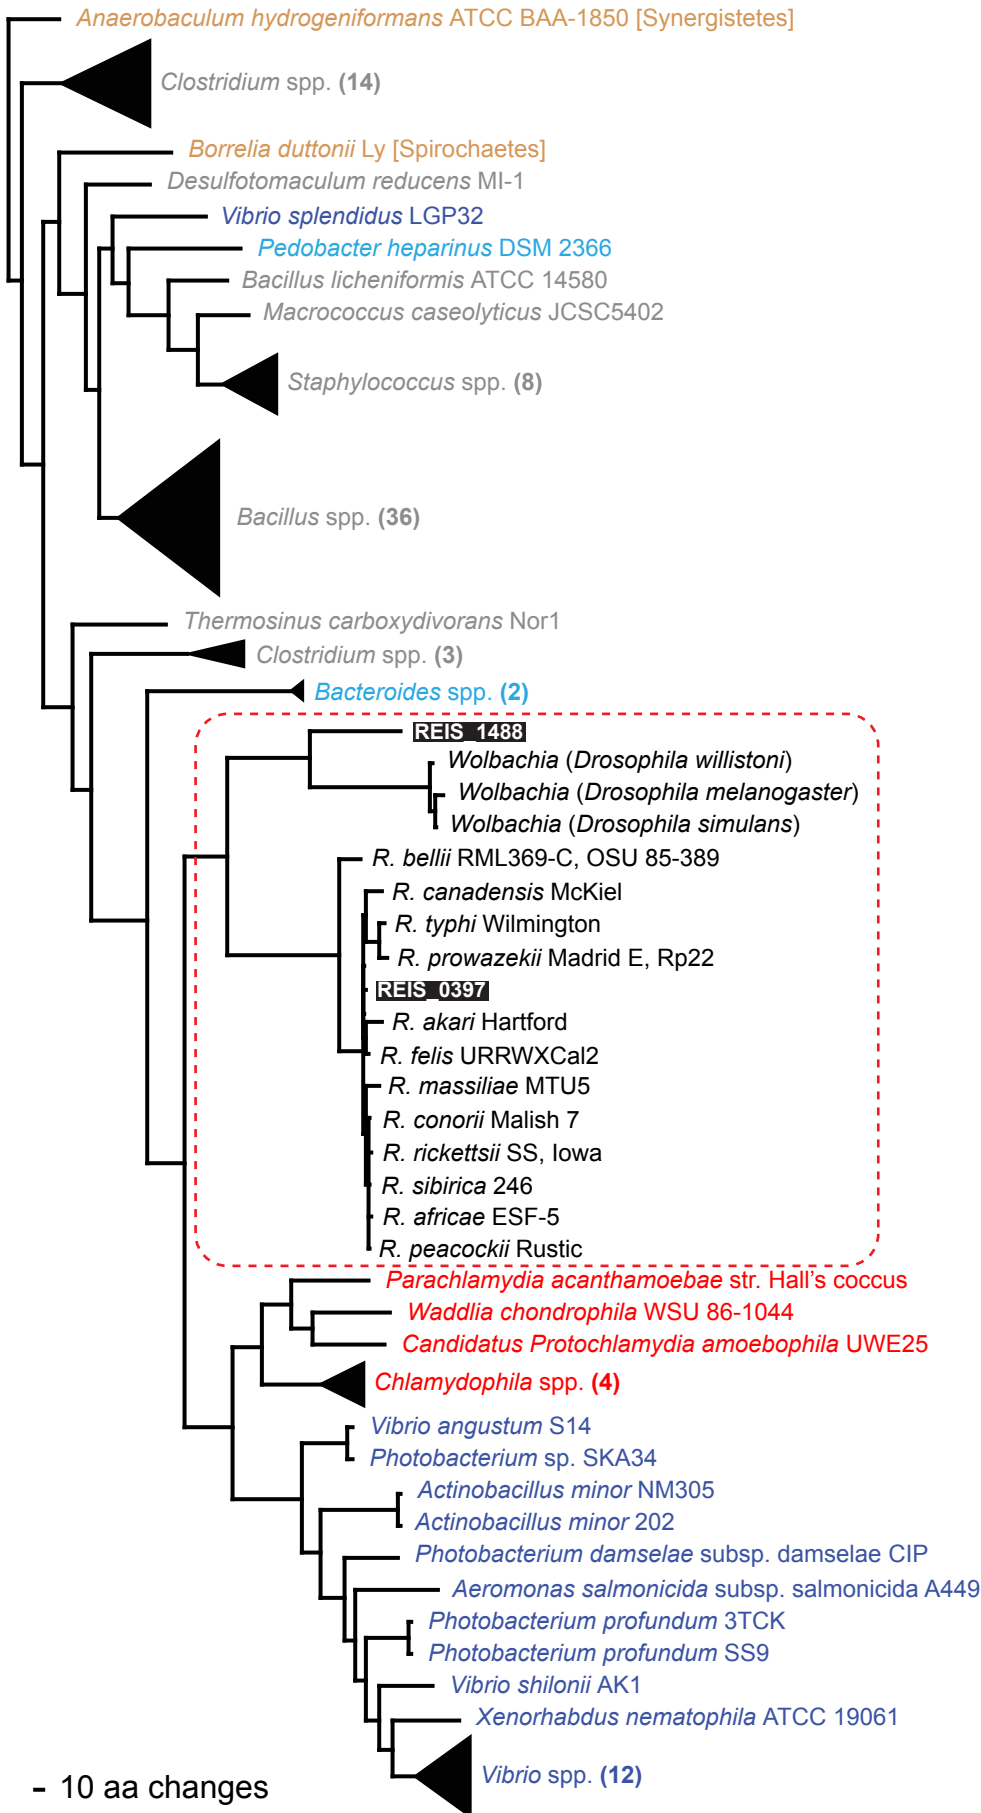 Anaerobaculum hydrogeniformans ATCC BAA-1850 [Synergistetes]
Clostridium spp. (14)
Borrelia duttonii Ly [Spirochaetes]
Desulfotomaculum reducens MI-1
Vibrio splendidus LGP32
Pedobacter heparinus DSM 2366
Bacillus licheniformis ATCC 14580
Macrococcus caseolyticus JCSC5402
Staphylococcus spp. (8)
Bacillus spp. (36)
Thermosinus carboxydivorans Nor1
Clostridium spp. (3)
Bacteroides spp. (2)
REIS_1488
Wolbachia (Drosophila willistoni)
Wolbachia (Drosophila melanogaster)
Wolbachia (Drosophila simulans)
R. bellii RML369-C, OSU 85-389
R. canadensis McKiel
R. typhi Wilmington
R. prowazekii Madrid E, Rp22
REIS_0397
R. akari Hartford
R. felis URRWXCal2
R. massiliae MTU5
R. conorii Malish 7
R. rickettsii SS, Iowa
R. sibirica 246
R. africae ESF-5
R. peacockii Rustic
Parachlamydia acanthamoebae str. Hall's coccus
Waddlia chondrophila WSU 86-1044
Candidatus Protochlamydia amoebophila UWE25
Chlamydophila spp. (4)
Vibrio angustum S14
Photobacterium sp. SKA34
Actinobacillus minor NM305
Actinobacillus minor 202
Photobacterium damselae subsp. damselae CIP
Aeromonas salmonicida subsp. salmonicida A449
Photobacterium profundum 3TCK
Photobacterium profundum SS9
Vibrio shilonii AK1
Xenorhabdus nematophila ATCC 19061
Vibrio spp. (12)
10 aa changes